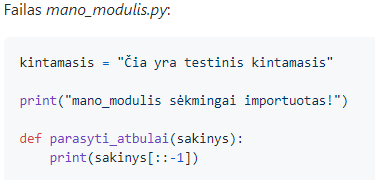 Failas mano_modulis.py:
kintamasis = "Čia yra testinis kintamasis"
print("mano_modulis sėkmingai importuotas!")
def parasyti_atbulai(sakinys):
    print(sakinys[::-1])